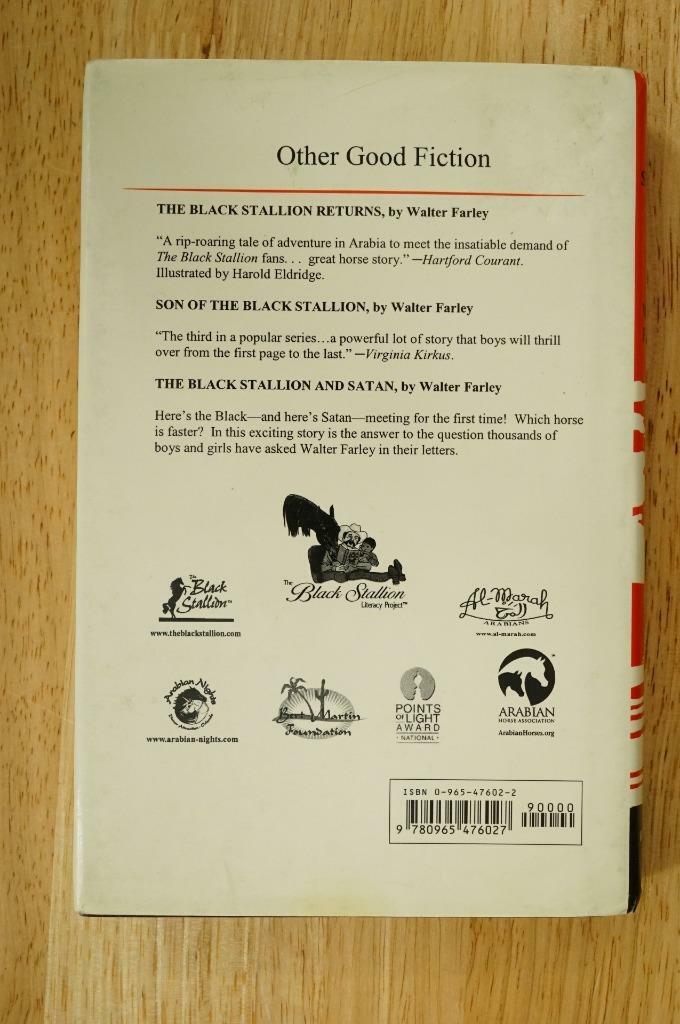 Other Good Fiction
THE BLACK STALLION RETURNS, by Walter Farley
“A rip-roaring tale of adventure in Arabia to meet the insatiable demand of
The Black Stallion fans. . . great horse story.” —Hartford Courant.
Illustrated by Harold Eldridge.
SON OF THE BLACK STALLION, by Walter Farley
“The third in a popular series…a powerful lot of story that boys will thrill
over from the first page to the last.” —Virginia Kirkus.
THE BLACK STALLION AND SATAN, by Walter Farley
Here’s the Black—and here’s Satan—meeting for the first time! Which horse
is faster? In this exciting story is the answer to the question thousands of
boys and girls have asked Walter Farley in their letters.
The
Black Stallion
Literacy Project™
The
Black
Stallion™
www.theblackstallion.com
Al-Marah
ARABIANS
www.al-marah.com
Arabian Nights
www.arabian-nights.com
Bert Martin
Foundation
POINTS
OF LIGHT
AWARD
· NATIONAL ·
ARABIAN
HORSE ASSOCIATION
ArabianHorses.org
ISBN 0-965-47602-2
90000
9 780965 476027